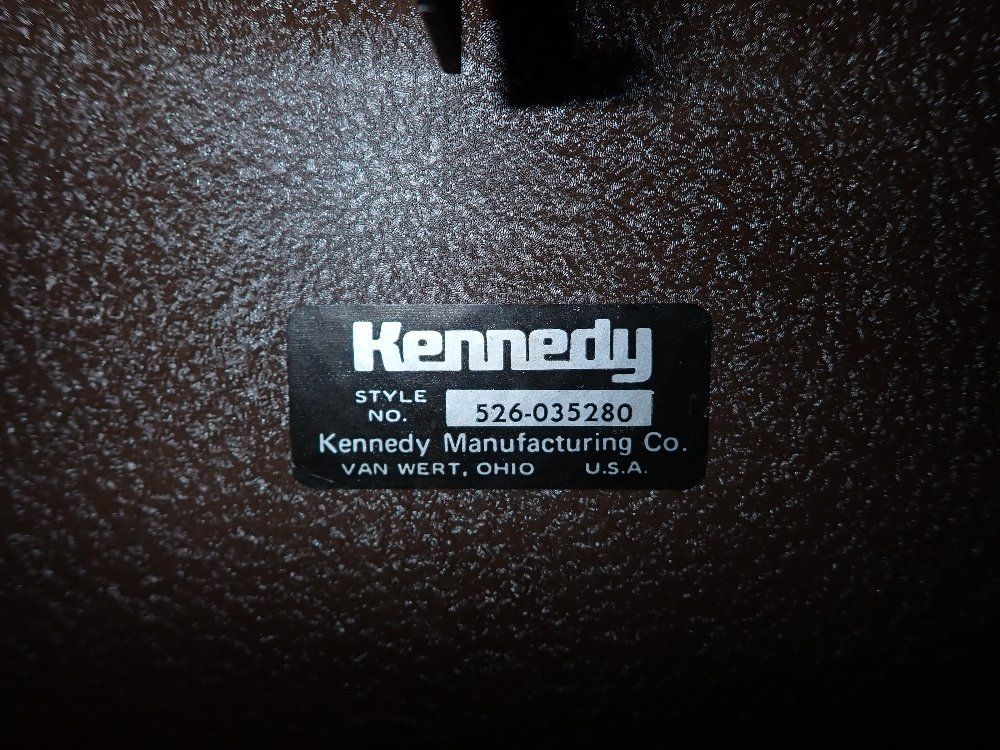 Kennedy
STYLE NO. 526-035280
Kennedy Manufacturing Co.
VAN WERT, OHIO U.S.A.